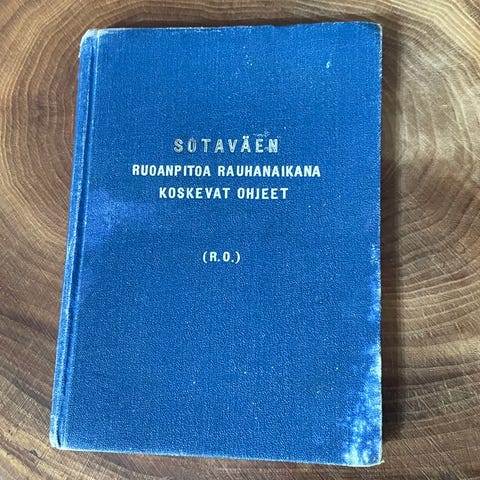 SOTAVÄEN
RUOANPITOA RAUHANAIKANA
KOSKEVAT OHJEET
(R.O.)